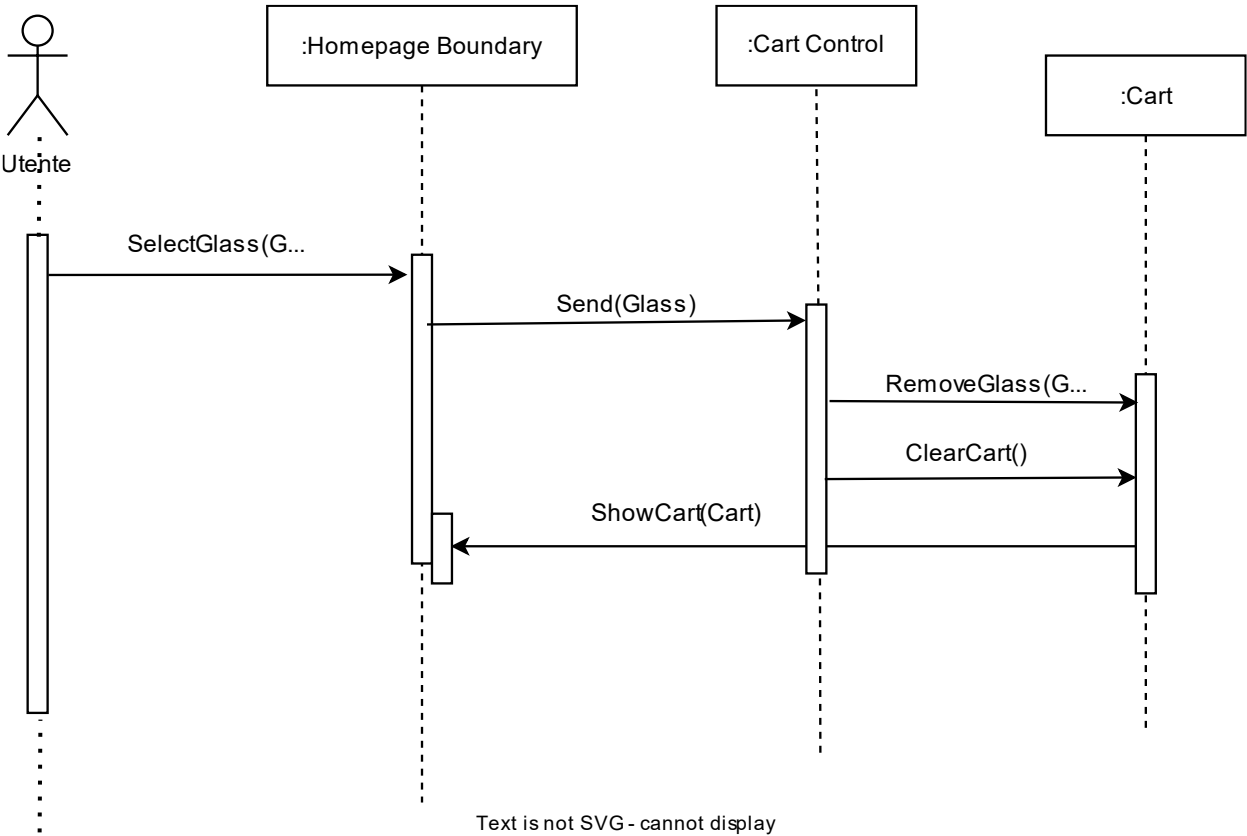 :Homepage Boundary
:Cart Control
:Cart
Utente
SelectGlass(G...
Send(Glass)
RemoveGlass(G...
ClearCart()
ShowCart(Cart)
Text is not SVG - cannot display